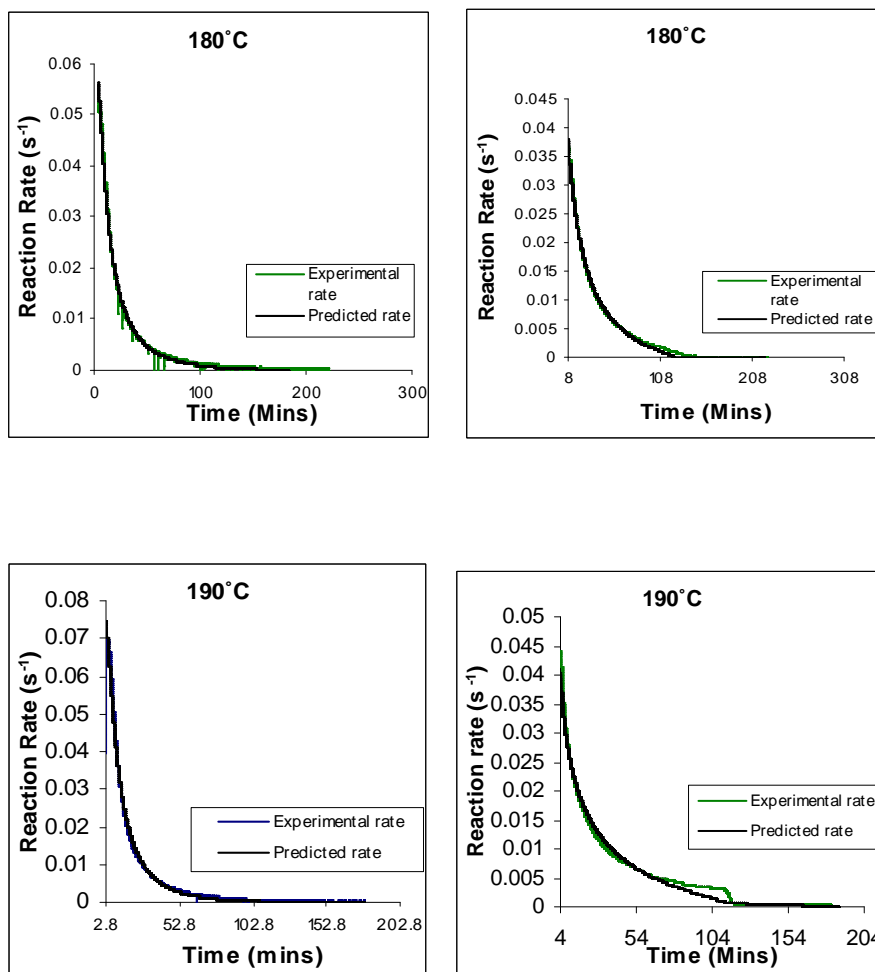 180˚C
0.06
0.05
0.04
0.03
0.02
0.01
0
0
100
200
300
Reaction Rate (s-1)
Time (Mins)
Experimental
rate
Predicted rate
180˚C
0.045
0.04
0.035
0.03
0.025
0.02
0.015
0.01
0.005
0
8
108
208
308
Reaction Rate (s-1)
Time (Mins)
Experimental
rate
Predicted rate
190˚C
0.08
0.07
0.06
0.05
0.04
0.03
0.02
0.01
0
2.8
52.8
102.8
152.8
202.8
Reaction Rate (s-1)
Time (mins)
Experimental rate
Predicted rate
190˚C
0.05
0.045
0.04
0.035
0.03
0.025
0.02
0.015
0.01
0.005
0
4
54
104
154
204
Reaction rate (s-1)
Time (Mins)
Experimental rate
Predicted rate